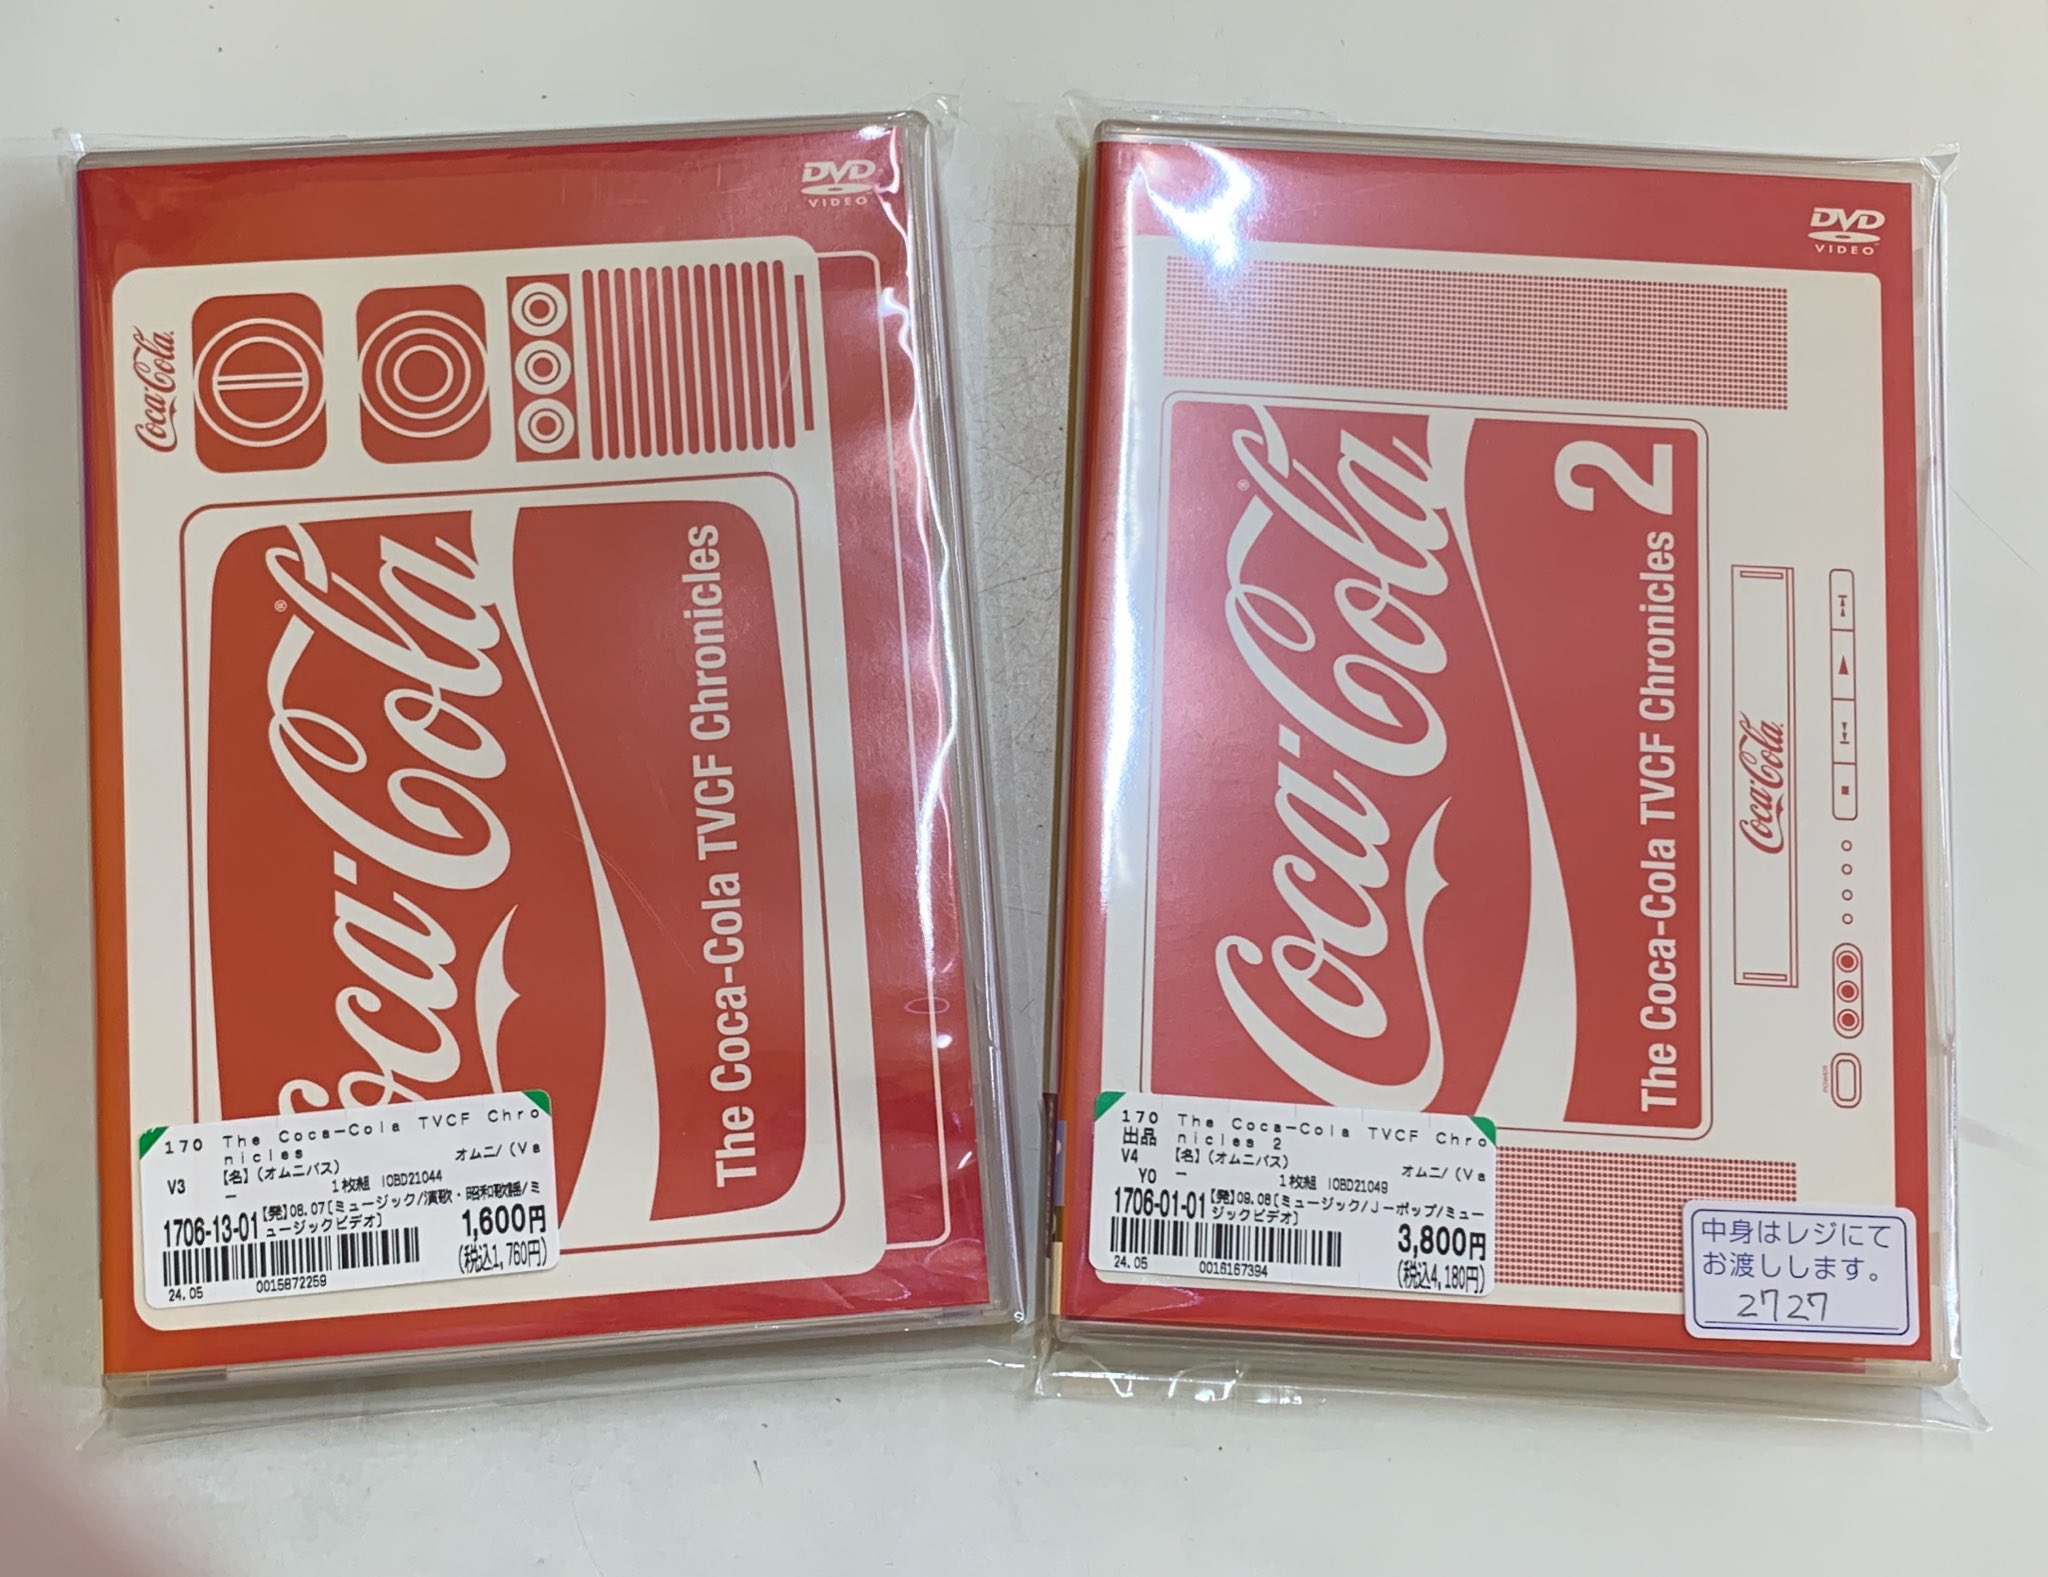 DVD
VIDEO
Coca-Cola
Coca-Cola®
The Coca-Cola TVCF Chronicles
170 The Coca-Cola TVCF Chro
nicles オムニ/(Va
V3 【名】(オムニバス)
— 1枚組 IOBD21044
1706-13-01 【発】08.07[ミュージック/演歌・昭和歌謡/ミ
ュージックビデオ] 1,600円
(税込1,760円)
24.05 0015872259
DVD
VIDEO
Coca-Cola®
The Coca-Cola TVCF Chronicles 2
Coca-Cola
POWER
170 The Coca-Cola TVCF Chro
出品 nicles 2
V4 【名】(オムニバス) オムニ/(Va
Y0 — 1枚組 IOBD21049
1706-01-01 【発】09.08[ミュージック/J-ポップ/ミュー
ジックビデオ]
3,800円
(税込4,180円)
24.05 0016167394
中身はレジにて
お渡しします。
2727